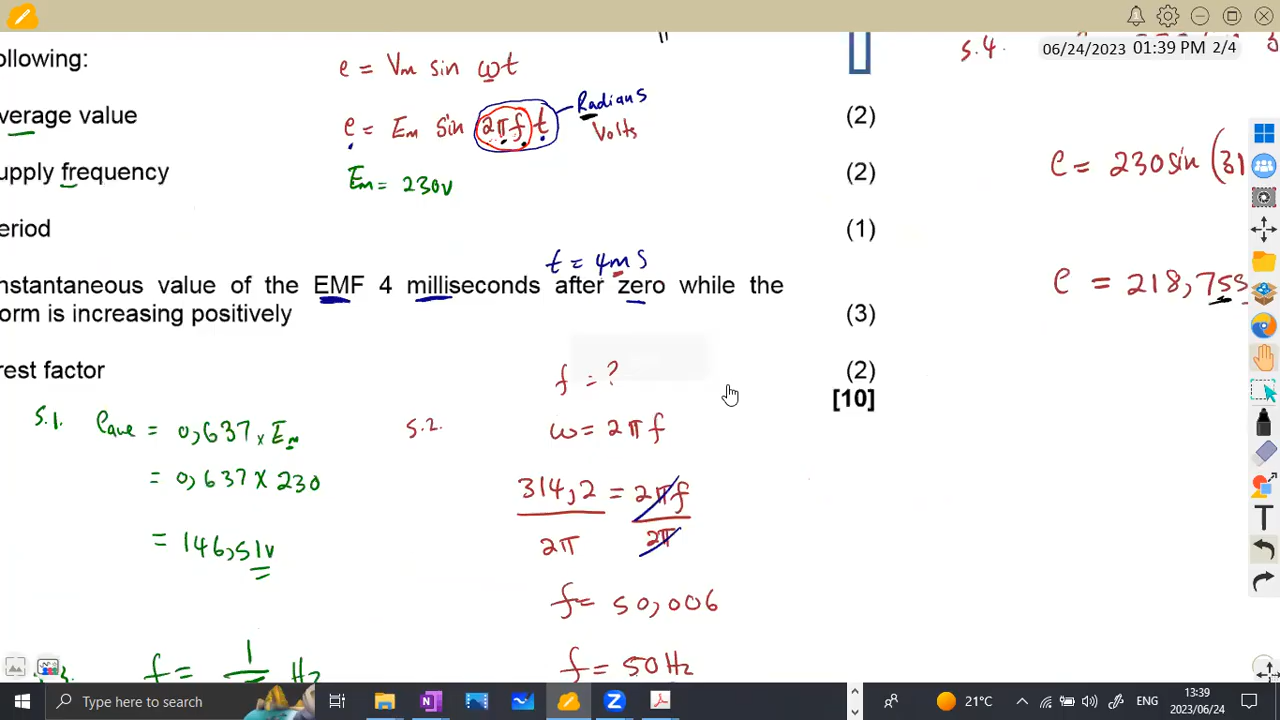 ollowing:
e = Vm sin ωt
S.4.
06/24/2023 01:39 PM 2/4
verage value
e = Em sin 2πf t
Radians
Volts
(2)
e = 230 sin (31
upply frequency
Em = 230v
(2)
eriod
(1)
t = 4mS
nstantaneous value of the EMF 4 milliseconds after zero while the
e = 218,755
orm is increasing positively
(3)
rest factor
(2)
[10]
f = ?
S.1. eave = 0,637 x Em
S.2. ω = 2πf
= 0,637 x 230
314,2 = 2πf
2π 2π
= 146,51v
f = 50,006
f = 1 Hz
f = 50Hz
Type here to search
21°C
ENG
13:39
2023/06/24